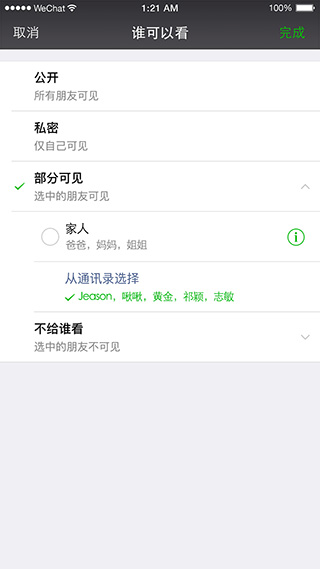 WeChat 1:21 AM 100%
取消 谁可以看 完成
公开
所有朋友可见
私密
仅自己可见
部分可见
选中的朋友可见
家人
爸爸，妈妈，姐姐
从通讯录选择
Jeason，啾啾，黄金，祁颖，志敏
不给谁看
选中的朋友不可见